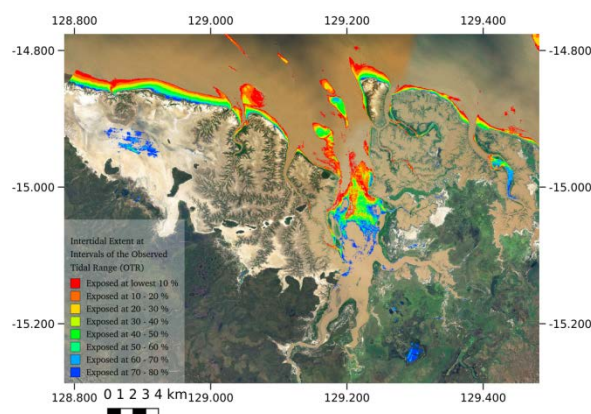 128.800 129.000 129.200 129.400
-14.800 -14.800
-15.000 -15.000
Intertidal Extent at
Intervals of the Observed
Tidal Range (OTR)
Exposed at lowest 10 %
Exposed at 10 - 20 %
Exposed at 20 - 30 %
Exposed at 30 - 40 %
Exposed at 40 - 50 %
Exposed at 50 - 60 %
Exposed at 60 - 70 %
Exposed at 70 - 80 %
-15.200 -15.200
128.800 129.000 129.200 129.400
0 1 2 3 4 km